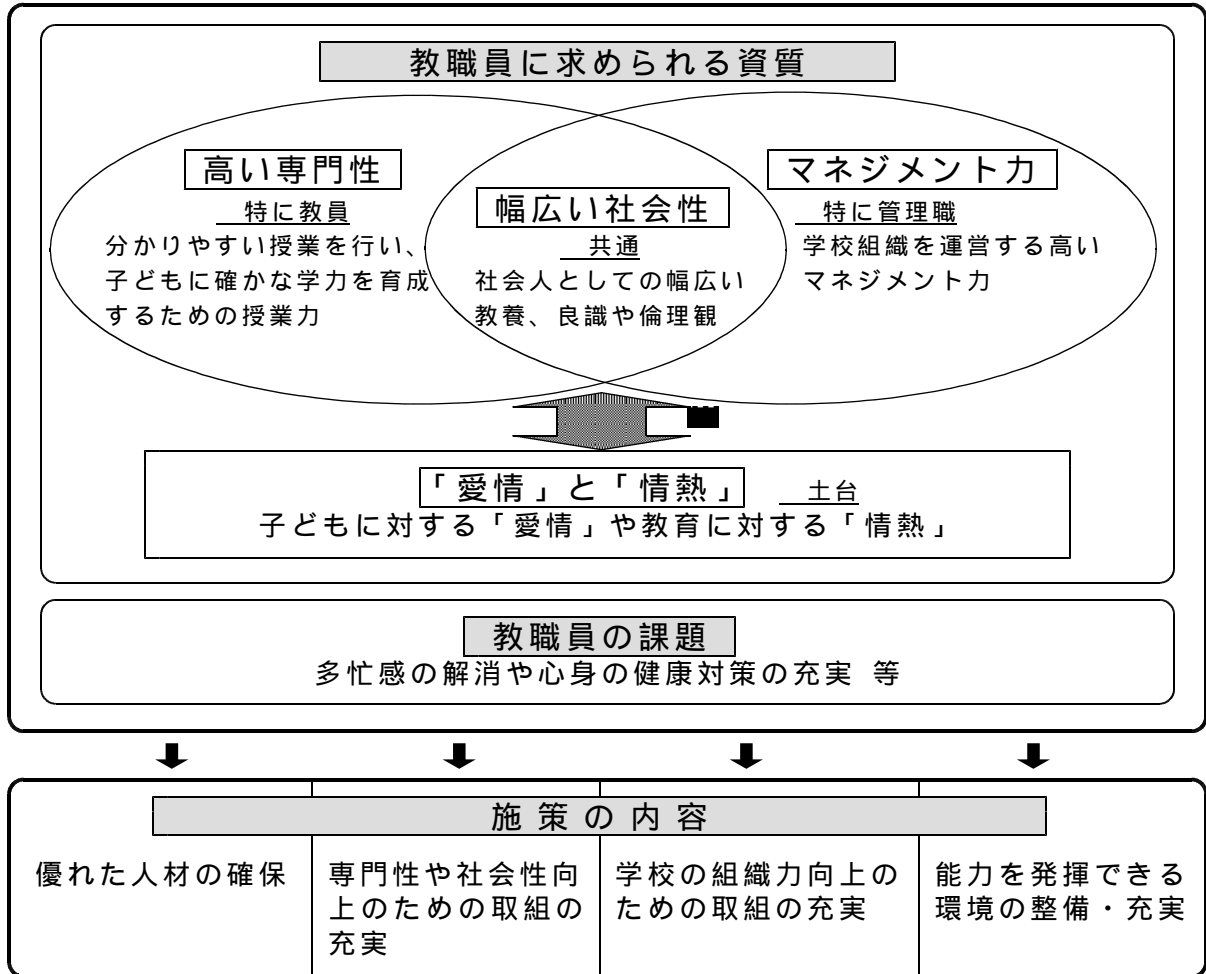 教職員に求められる資質
高い専門性
特に教員
分かりやすい授業を行い、
子どもに確かな学力を育成
するための授業力
幅広い社会性
共通
社会人としての幅広い
教養、良識や倫理観
マネジメント力
特に管理職
学校組織を運営する高い
マネジメント力
「愛情」と「情熱」 土台
子どもに対する「愛情」や教育に対する「情熱」
教職員の課題
多忙感の解消や心身の健康対策の充実 等
施策の内容
優れた人材の確保
専門性や社会性向
上のための取組の
充実
学校の組織力向上の
ための取組の充実
能力を発揮できる
環境の整備・充実